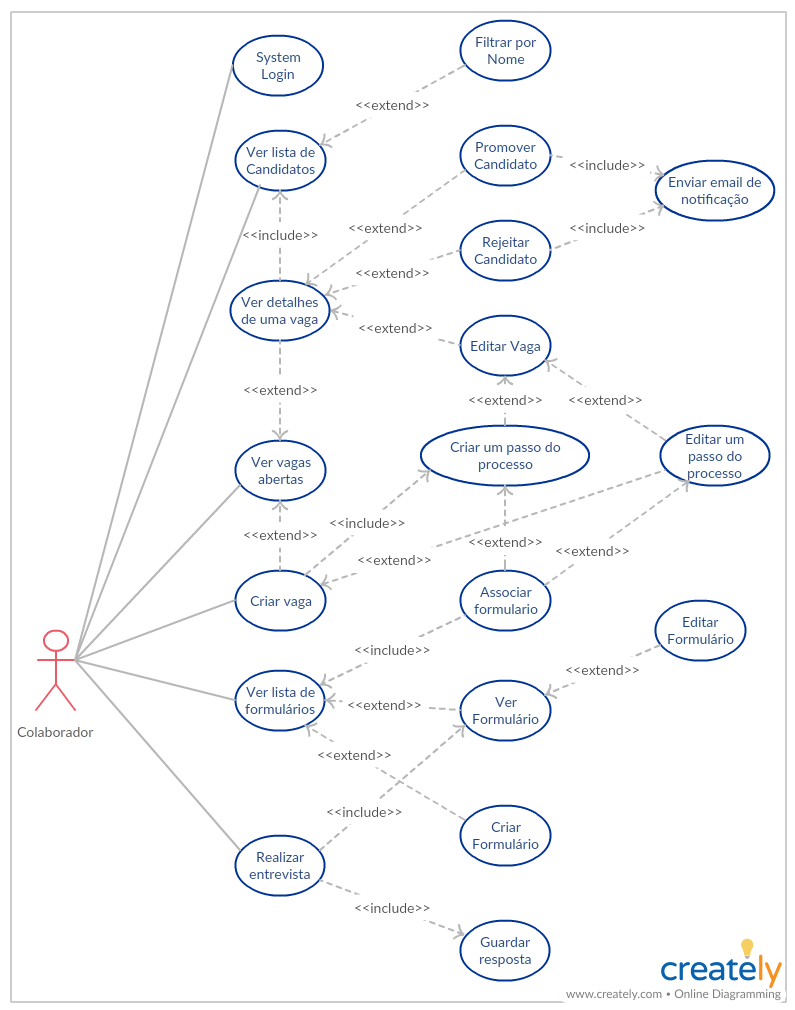 System
Login
Filtrar por
Nome
<<extend>>
Ver lista de
Candidatos
Promover
Candidato
<<include>>
Enviar email de
notificação
<<include>>
<<extend>>
Rejeitar
Candidato
<<include>>
<<extend>>
Ver detalhes
de uma vaga
<<extend>>
Editar Vaga
<<extend>>
<<extend>>
<<extend>>
Ver vagas
abertas
Criar um passo do
processo
Editar um
passo do
processo
<<extend>>
<<include>>
<<extend>>
<<extend>>
<<extend>>
Criar vaga
Associar
formulario
Editar
Formulário
<<include>>
<<extend>>
Colaborador
Ver lista de
formulários
<<extend>>
Ver
Formulário
<<extend>>
<<include>>
Criar
Formulário
Realizar
entrevista
<<include>>
Guardar
resposta
creately
www.creately.com • Online Diagramming